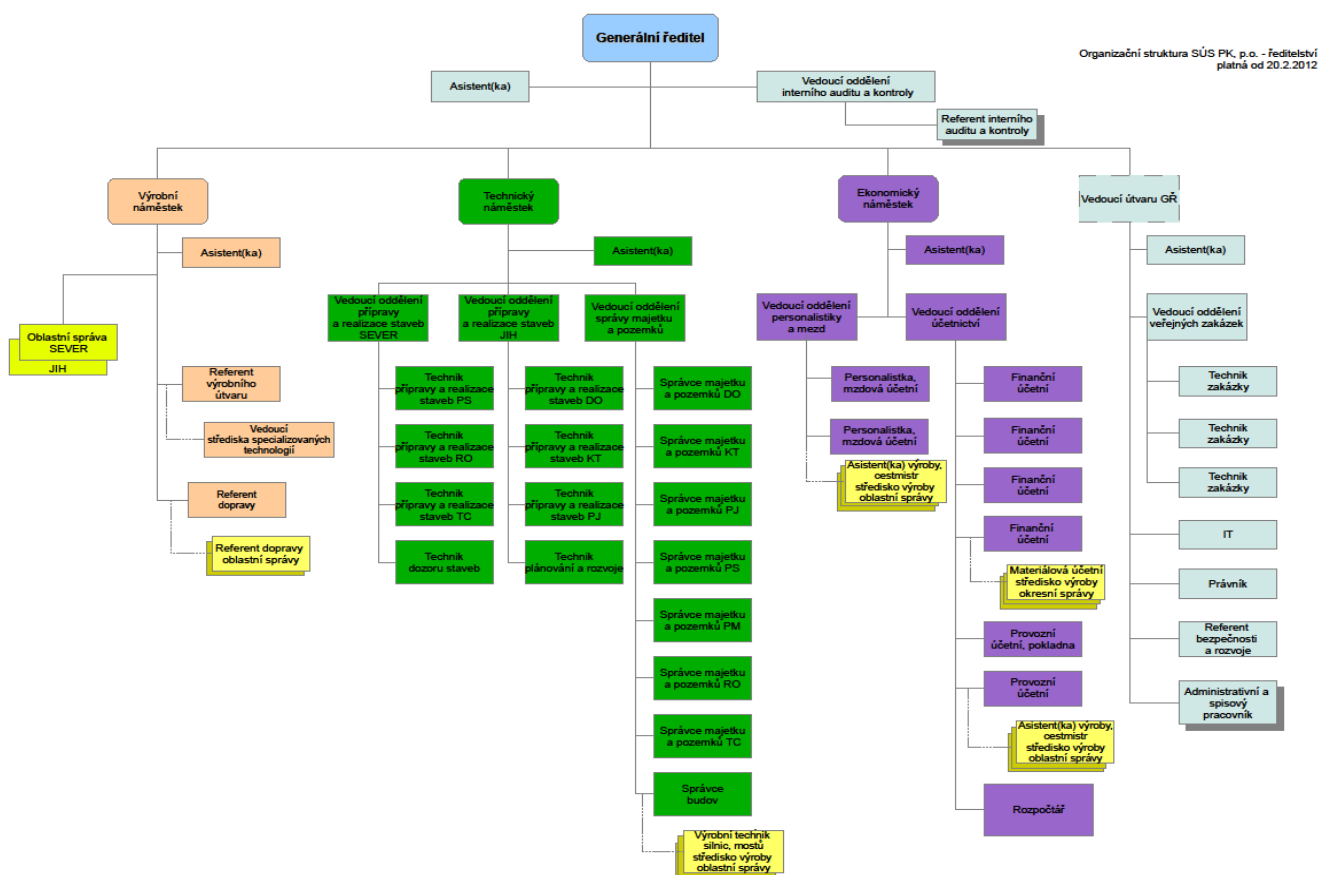 Generální ředitel
Organizační struktura SÚS PK, p.o. - ředitelství
platná od 20.2.2012
Asistent(ka)
Vedoucí oddělení
interního auditu a kontroly
Referent interního
auditu a kontroly
Výrobní
náměstek
Asistent(ka)
Oblastní správa
SEVER
JIH
Referent
výrobního
útvaru
Vedoucí
střediska specializovaných
technologií
Referent
dopravy
Referent dopravy
oblastní správy
Technický
náměstek
Asistent(ka)
Vedoucí oddělení
přípravy
a realizace staveb
SEVER
Technik
přípravy a realizace
staveb PS
Technik
přípravy a realizace
staveb RO
Technik
přípravy a realizace
staveb TC
Technik
dozoru staveb
Vedoucí oddělení
přípravy
a realizace staveb
JIH
Technik
přípravy a realizace
staveb DO
Technik
přípravy a realizace
staveb KT
Technik
přípravy a realizace
staveb PJ
Technik
plánování a rozvoje
Vedoucí oddělení
správy majetku
a pozemků
Správce majetku
a pozemků DO
Správce majetku
a pozemků KT
Správce majetku
a pozemků PJ
Správce majetku
a pozemků PS
Správce majetku
a pozemků PM
Správce majetku
a pozemků RO
Správce majetku
a pozemků TC
Správce
budov
Výrobní technik
silnic, mostů
středisko výroby
oblastní správy
Ekonomický
náměstek
Asistent(ka)
Vedoucí oddělení
personalistiky
a mezd
Personalistka,
mzdová účetní
Personalistka,
mzdová účetní
Asistent(ka) výroby,
cestmistr
středisko výroby
oblastní správy
Vedoucí oddělení
účetnictví
Finanční
účetní
Finanční
účetní
Finanční
účetní
Finanční
účetní
Materiálová účetní
středisko výroby
okresní správy
Provozní
účetní, pokladna
Provozní
účetní
Asistent(ka) výroby,
cestmistr
středisko výroby
oblastní správy
Rozpočtář
Vedoucí útvaru GŘ
Asistent(ka)
Vedoucí oddělení
veřejných zakázek
Technik
zakázky
Technik
zakázky
Technik
zakázky
IT
Právník
Referent
bezpečnosti
a rozvoje
Administrativní a
spisový
pracovník